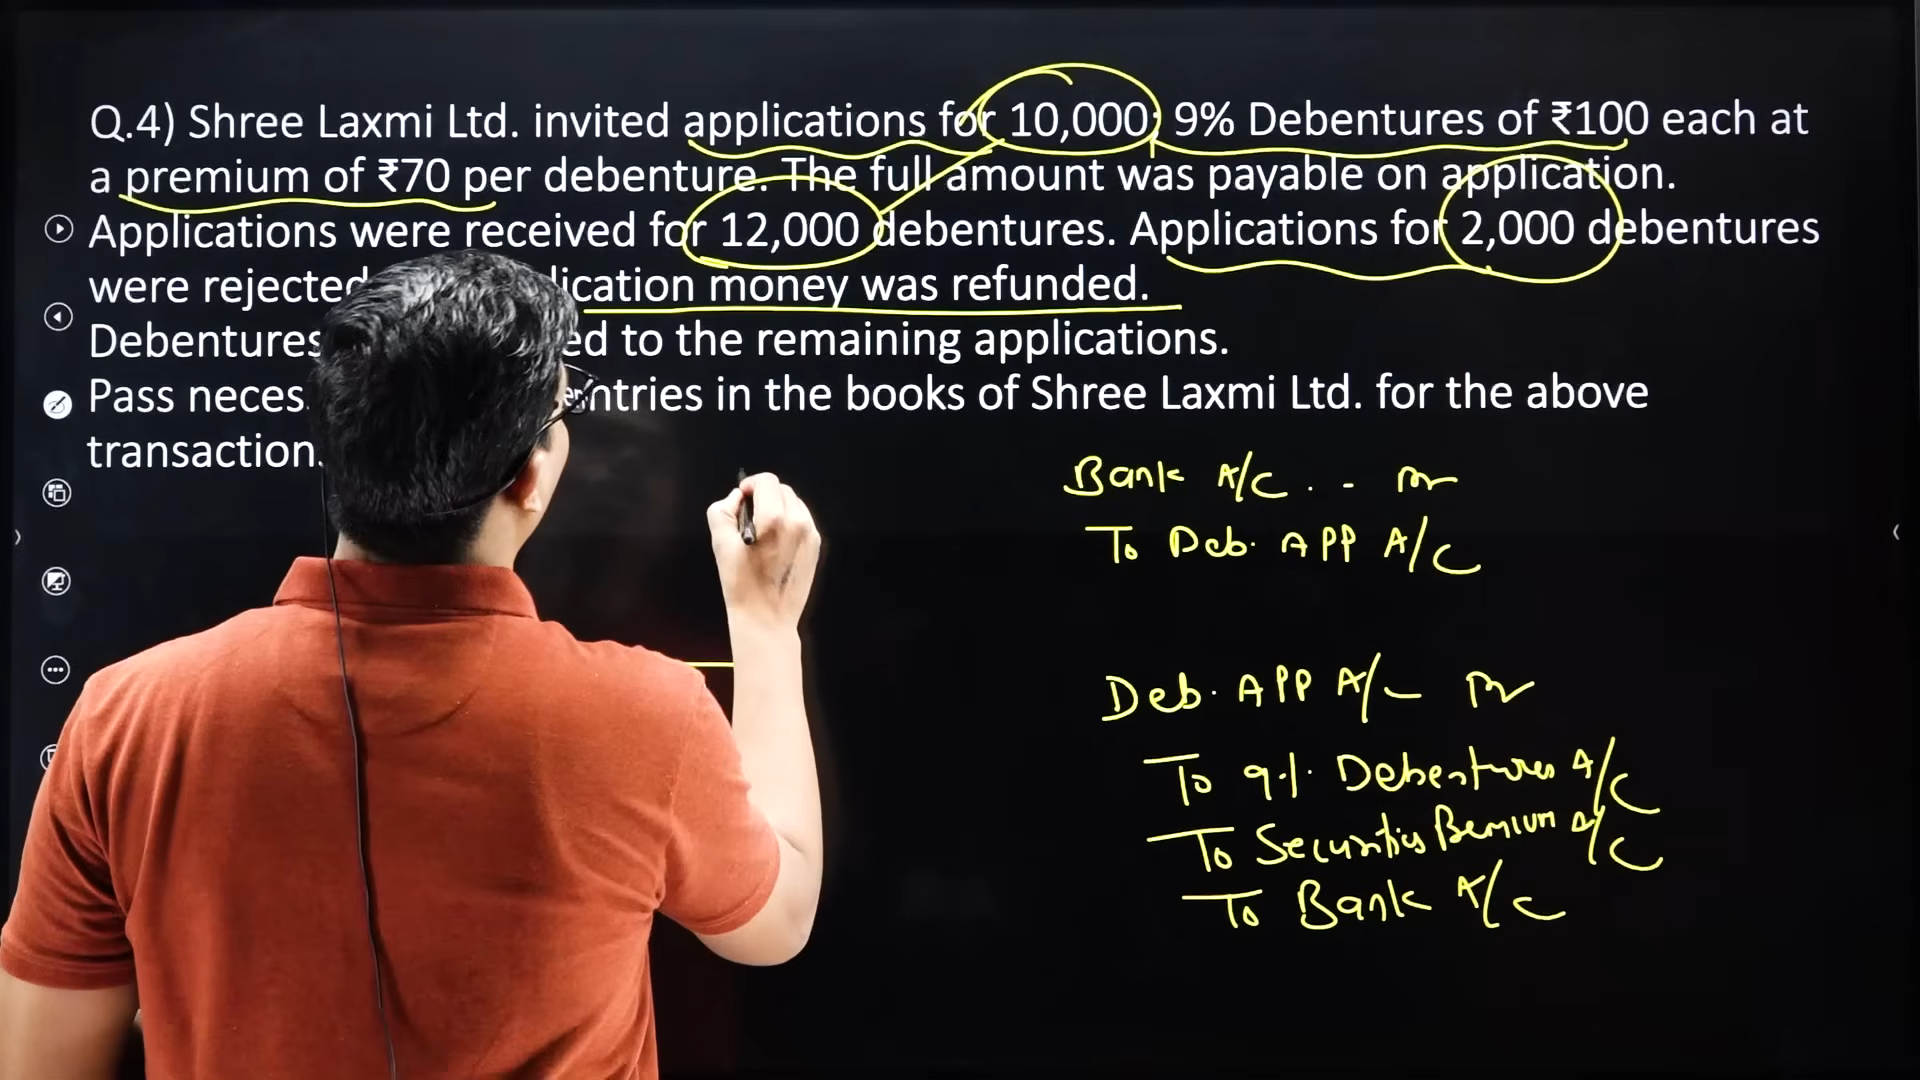 Q.4) Shree Laxmi Ltd. invited applications for 10,000; 9% Debentures of ₹100 each at
a premium of ₹70 per debenture. The full amount was payable on application.
Applications were received for 12,000 debentures. Applications for 2,000 debentures
were rejected lication money was refunded.
Debentures ed to the remaining applications.
Pass neces entries in the books of Shree Laxmi Ltd. for the above
transaction.
Bank A/C . - Dr
To Deb. APP A/C
Deb. APP A/C Dr
To 9% Debentures A/C
To Securities Premium A/C
To Bank A/C